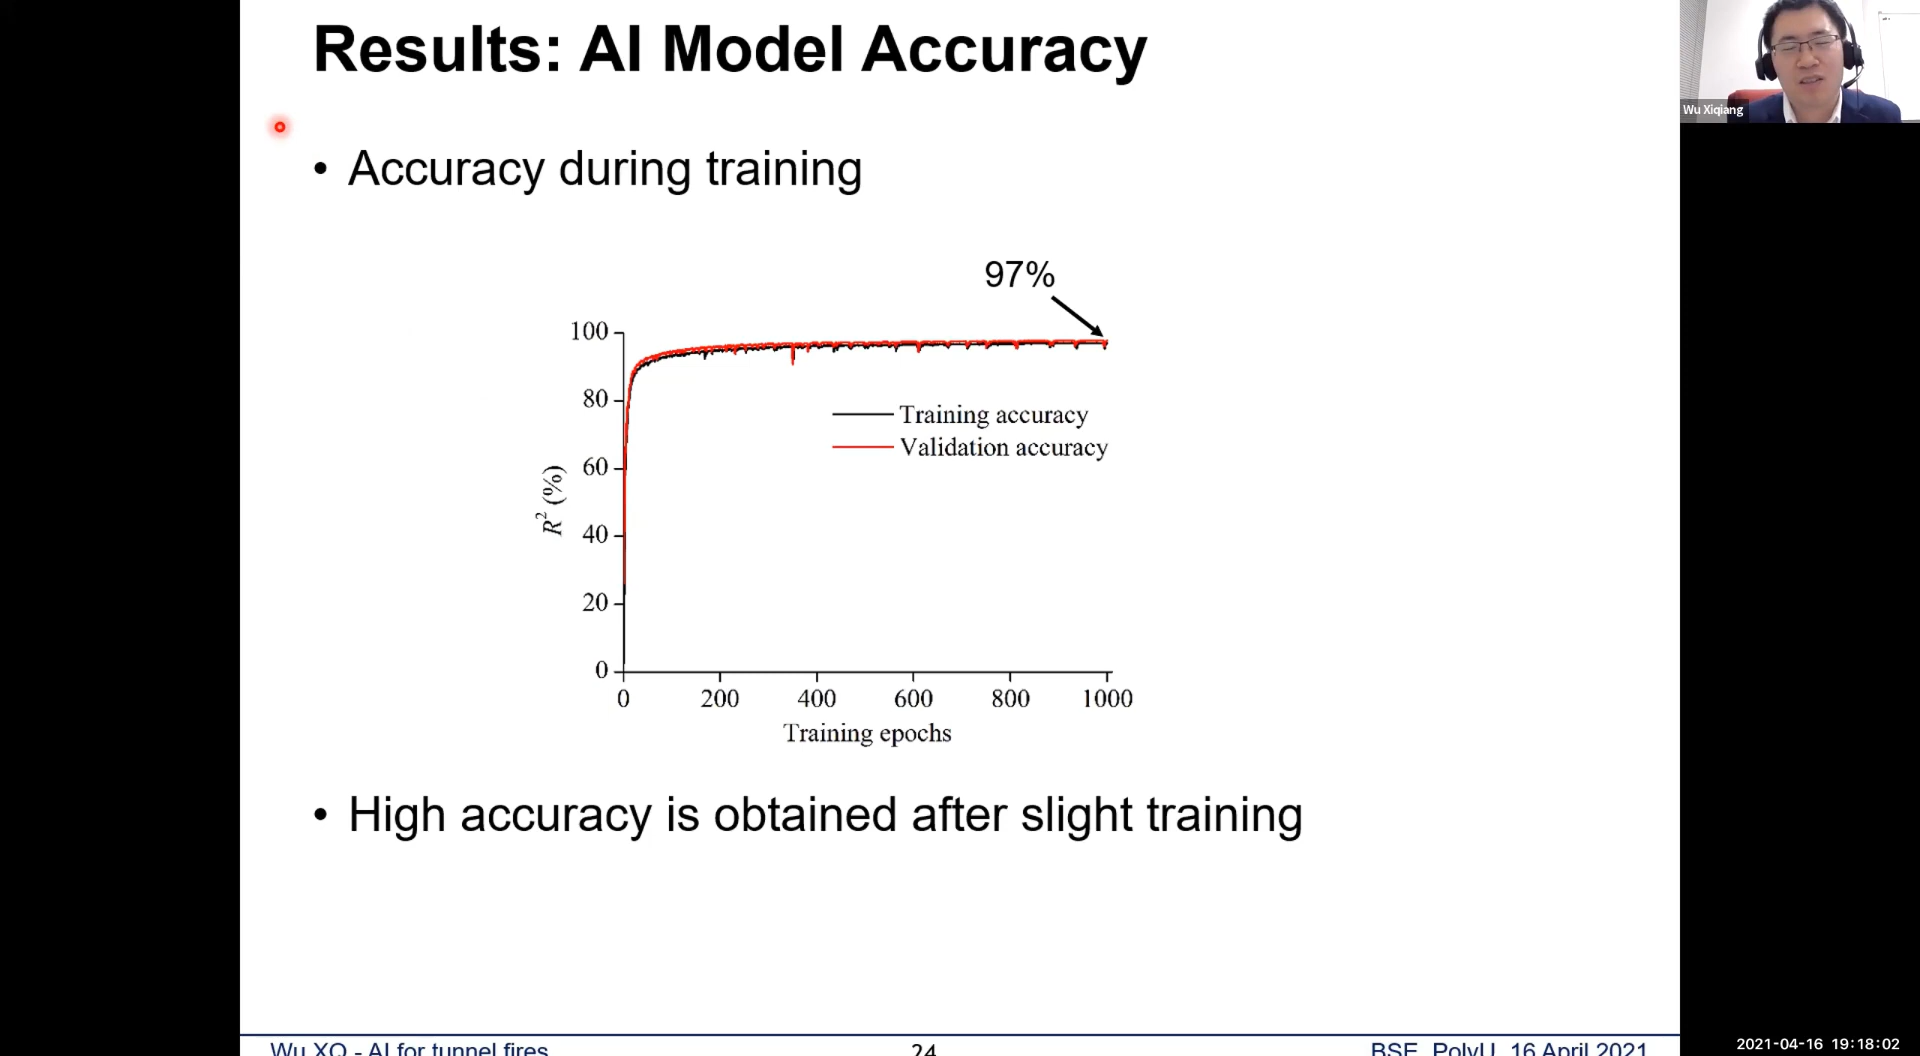 Results: AI Model Accuracy
Wu Xiqiang
• Accuracy during training
97%
100
80
60
40
20
0
R² (%)
Training accuracy
Validation accuracy
0 200 400 600 800 1000
Training epochs
• High accuracy is obtained after slight training
Wu XQ - AI for tunnel fires
24
BSE, PolyU, 16 April 2021
2021-04-16 19:18:02